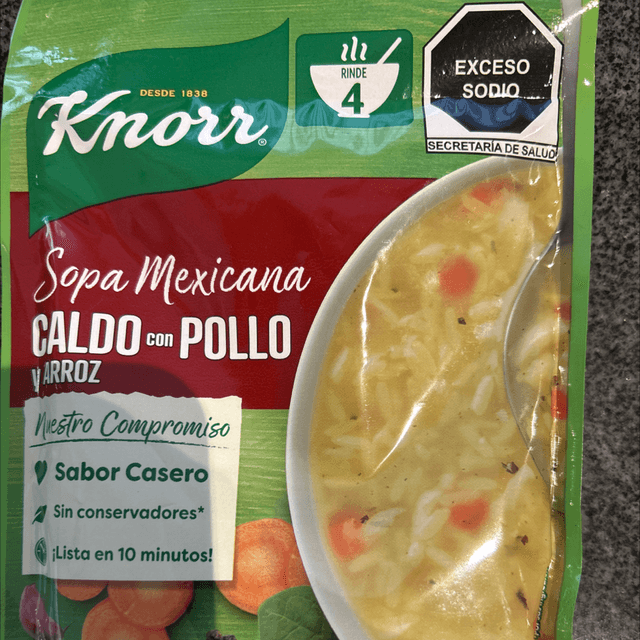 DESDE 1838
Knorr®
RINDE
4
EXCESO
SODIO
SECRETARÍA DE SALUD
Sopa Mexicana
CALDO con POLLO
y ARROZ
Nuestro Compromiso
Sabor Casero
Sin conservadores*
¡Lista en 10 minutos!